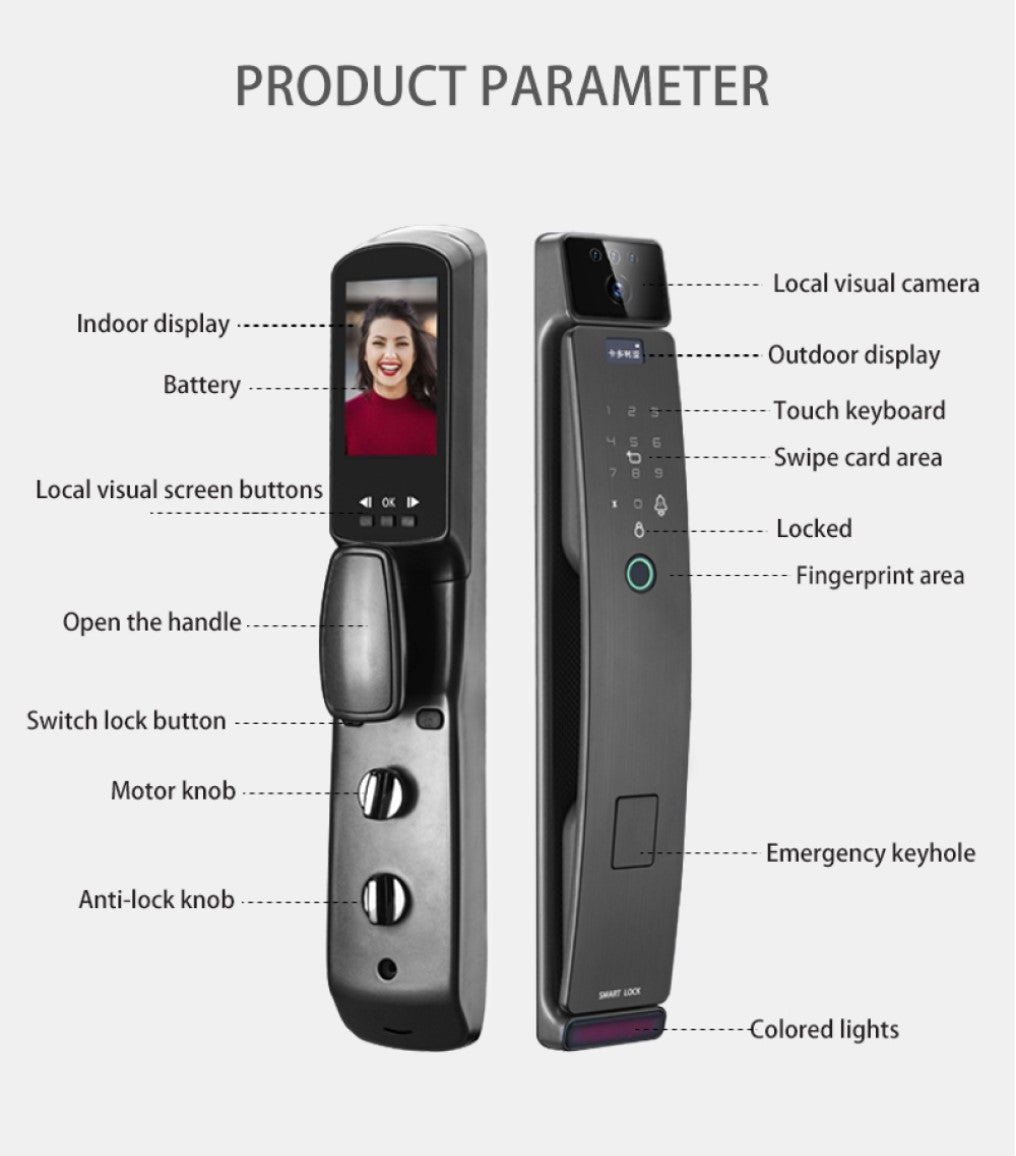 PRODUCT PARAMETER
Indoor display
Battery
Local visual screen buttons
OK
Open the handle
Switch lock button
Motor knob
Anti-lock knob
Local visual camera
Outdoor display
Touch keyboard
1 2 3
4 5 6
Swipe card area
7 8 9
Locked
Fingerprint area
Emergency keyhole
SMART LOCK
Colored lights